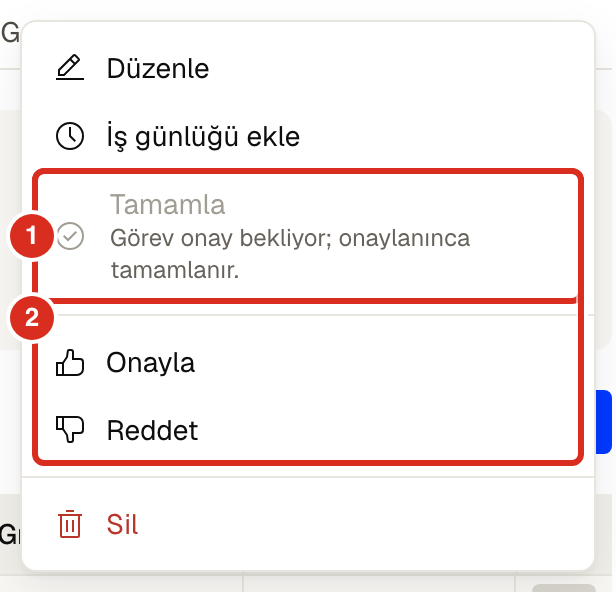 Düzenle
İş günlüğü ekle
1
Tamamla
Görev onay bekliyor; onaylanınca
tamamlanır.
2
Onayla
Reddet
Sil